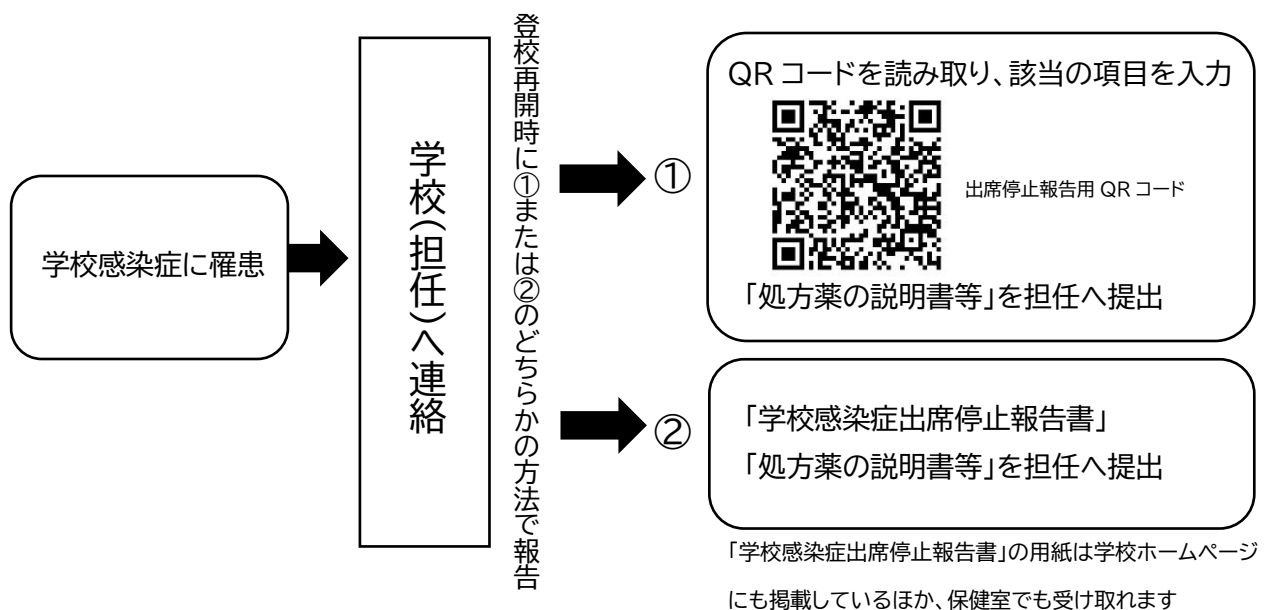 学校感染症に罹患
学校(担任)へ連絡
登校再開時に①または②のどちらかの方法で報告
①
QRコードを読み取り、該当の項目を入力
出席停止報告用 QRコード
「処方薬の説明書等」を担任へ提出
②
「学校感染症出席停止報告書」
「処方薬の説明書等」を担任へ提出
「学校感染症出席停止報告書」の用紙は学校ホームページ
にも掲載しているほか、保健室でも受け取れます